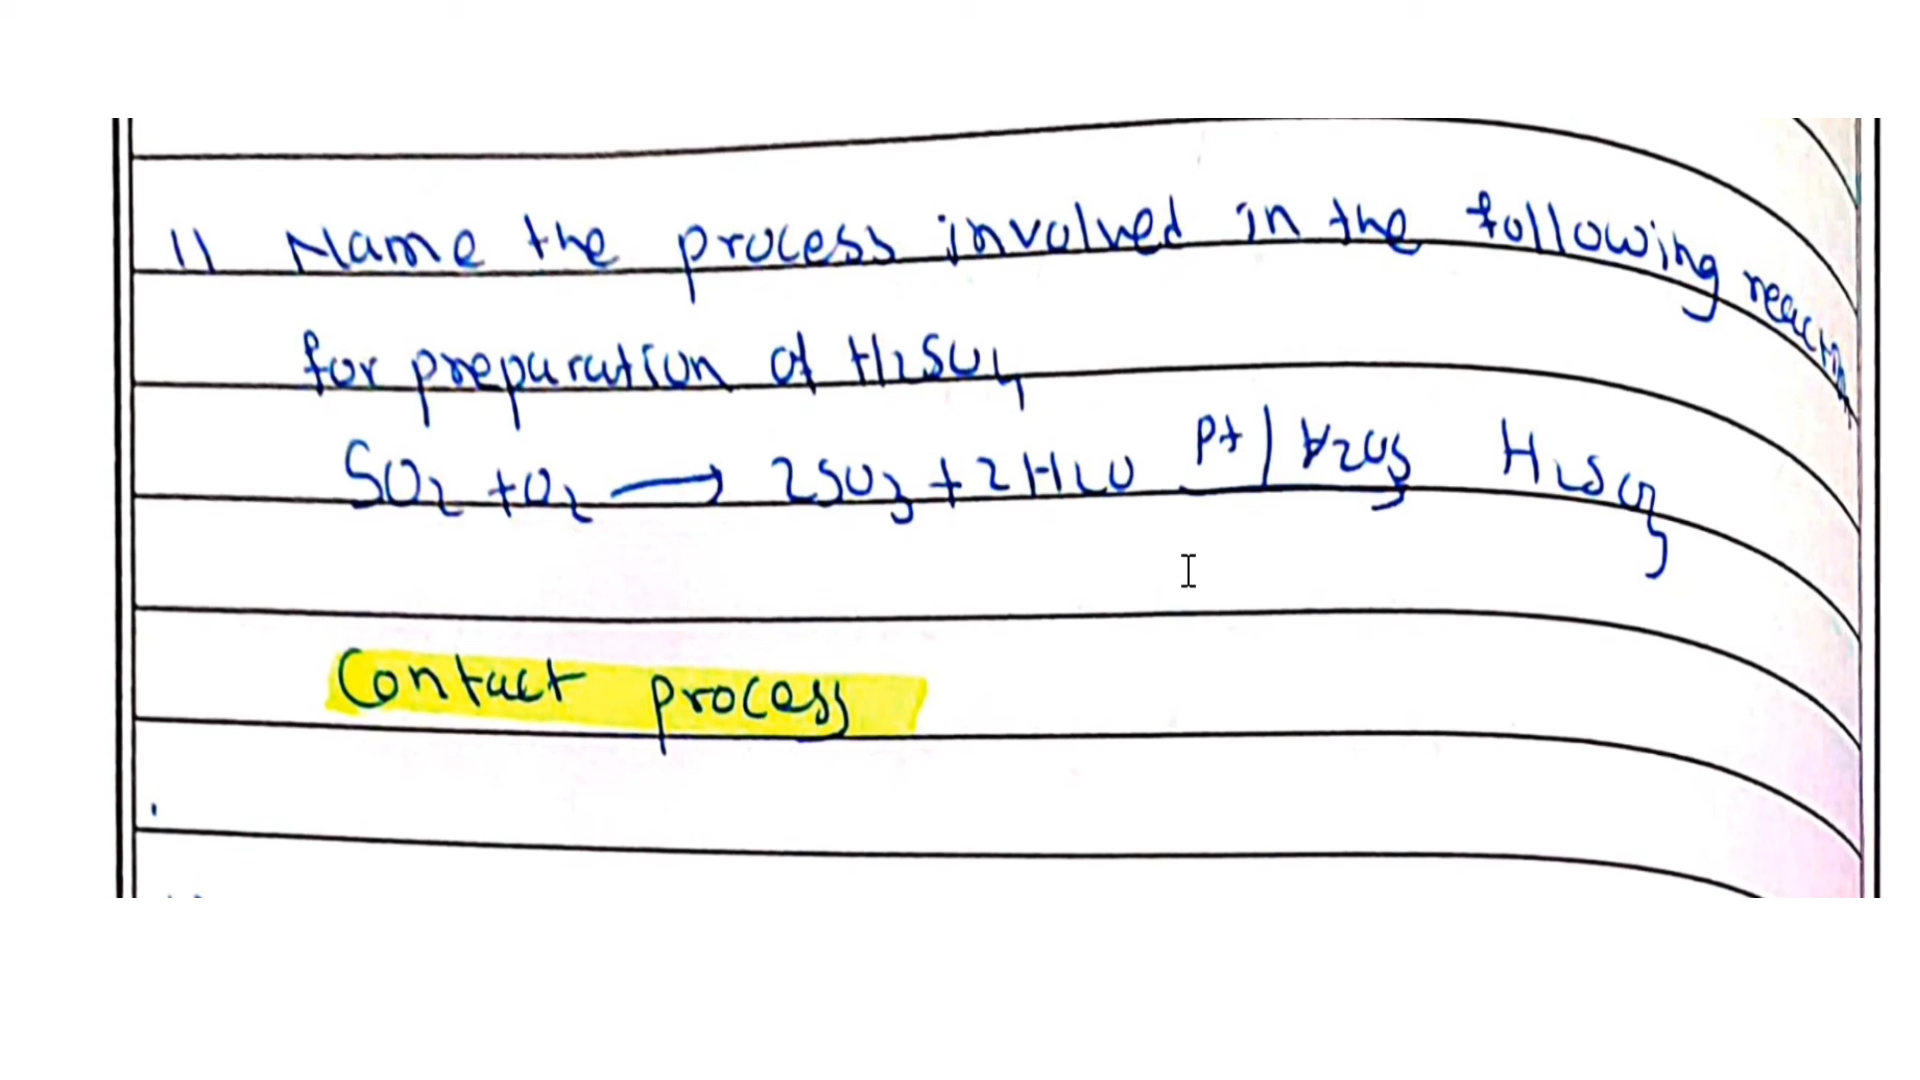 11 Name the process involved in the following reaction
for preparation of H2SO4
SO2 + O2 ⟶ 2SO3 + 2H2O Pt | V2O5 H2SO4
Contact process